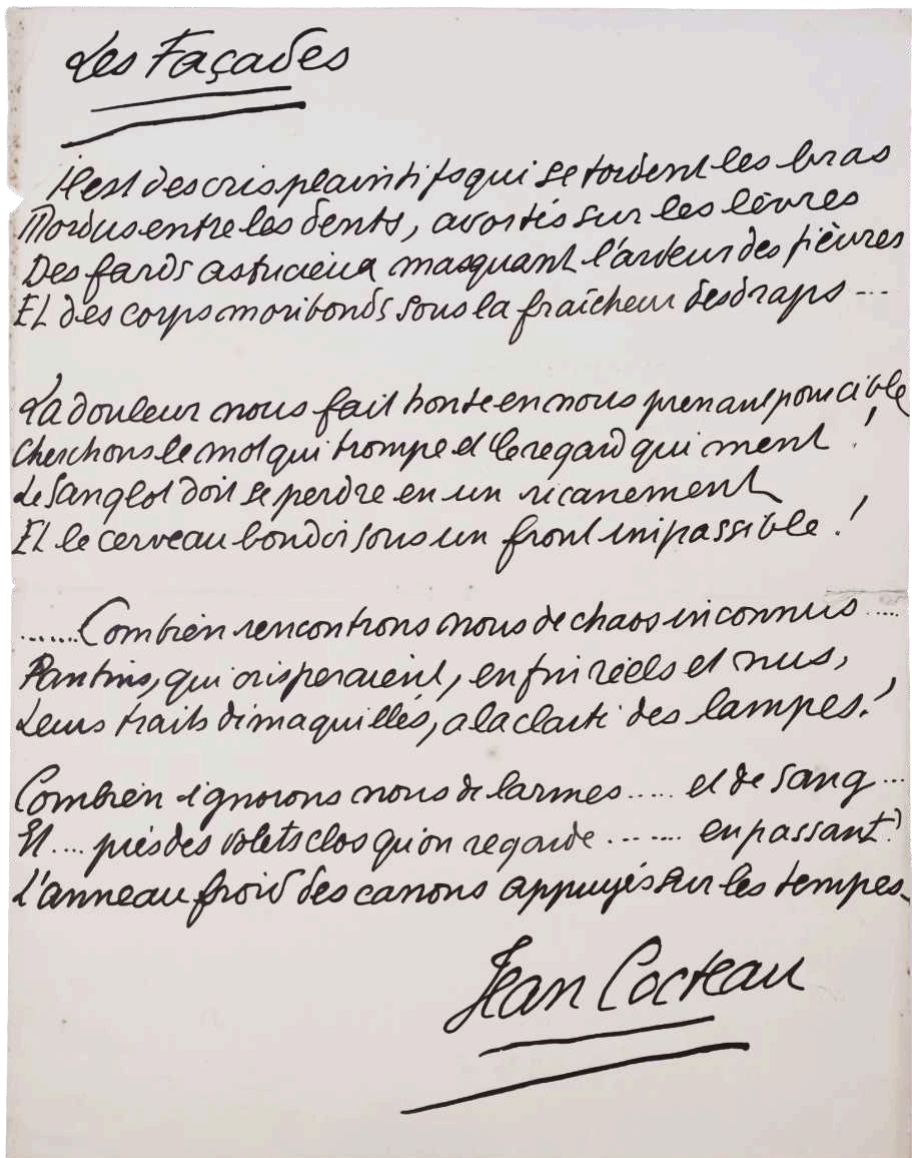 Les Façades
Il est des cris plaintifs qui se tordent les bras
Mordus entre les dents, avortés sur les lèvres
Des fards astucieux masquant l'ardeur des fièvres
Et des corps moribonds sous la fraîcheur des draps ...
La douleur nous fait honte en nous prenant pour cible
Cherchons le mot qui trompe et le regard qui ment !
Le sanglot doit se perdre en un ricanement
Et le cerveau bondir sous un front impassible !
....... Combien rencontrons nous de chaos inconnus .....
Pantins, qui crisperaient, enfin réels et nus,
Leurs traits démaquillés, a la clarté des lampes !
Combien ignorons nous de larmes ..... et de sang ...
Et .... près des volets clos qu'on regarde ....... en passant ?
L'anneau froid des canons appuyés sur les tempes
Jean Cocteau